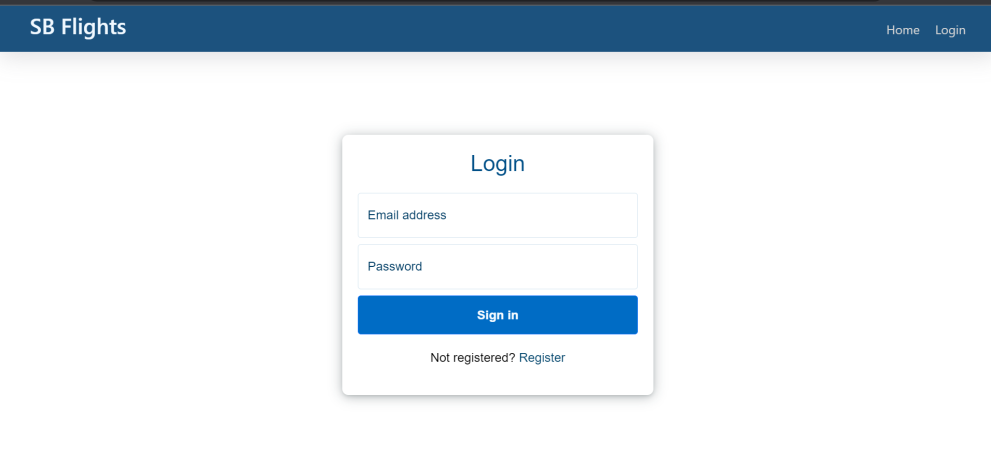 SB Flights
Home Login
Login
Email address
Password
Sign in
Not registered? Register